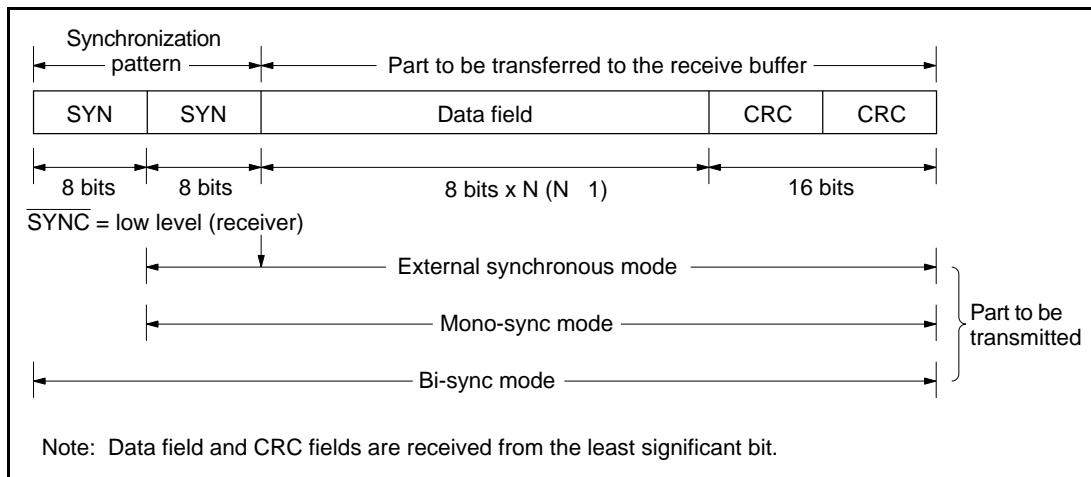 Synchronization
pattern
Part to be transferred to the receive buffer
SYN SYN Data field CRC CRC
8 bits 8 bits 8 bits x N (N 1) 16 bits
SYNC = low level (receiver)
External synchronous mode
Mono-sync mode
Part to be
transmitted
Bi-sync mode
Note: Data field and CRC fields are received from the least significant bit.